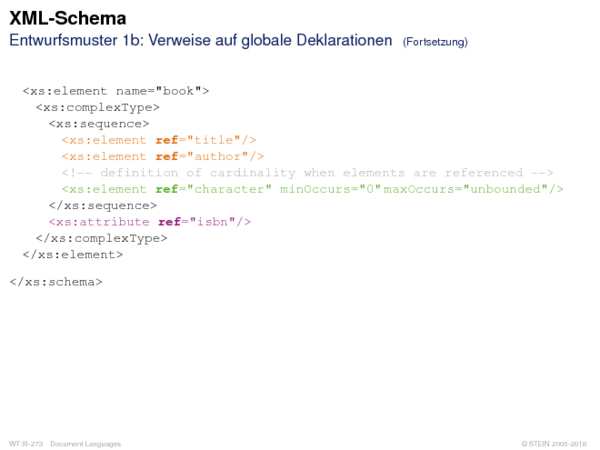 XML-Schema
Entwurfsmuster 1b: Verweise auf globale Deklarationen (Fortsetzung)
<xs:element name="book">
<xs:complexType>
<xs:sequence>
<xs:element ref="title"/>
<xs:element ref="author"/>
<!-- definition of cardinality when elements are referenced -->
<xs:element ref="character" minOccurs="0" maxOccurs="unbounded"/>
</xs:sequence>
<xs:attribute ref="isbn"/>
</xs:complexType>
</xs:element>
</xs:schema>
WT:III-273 Document Languages © STEIN 2005-2018